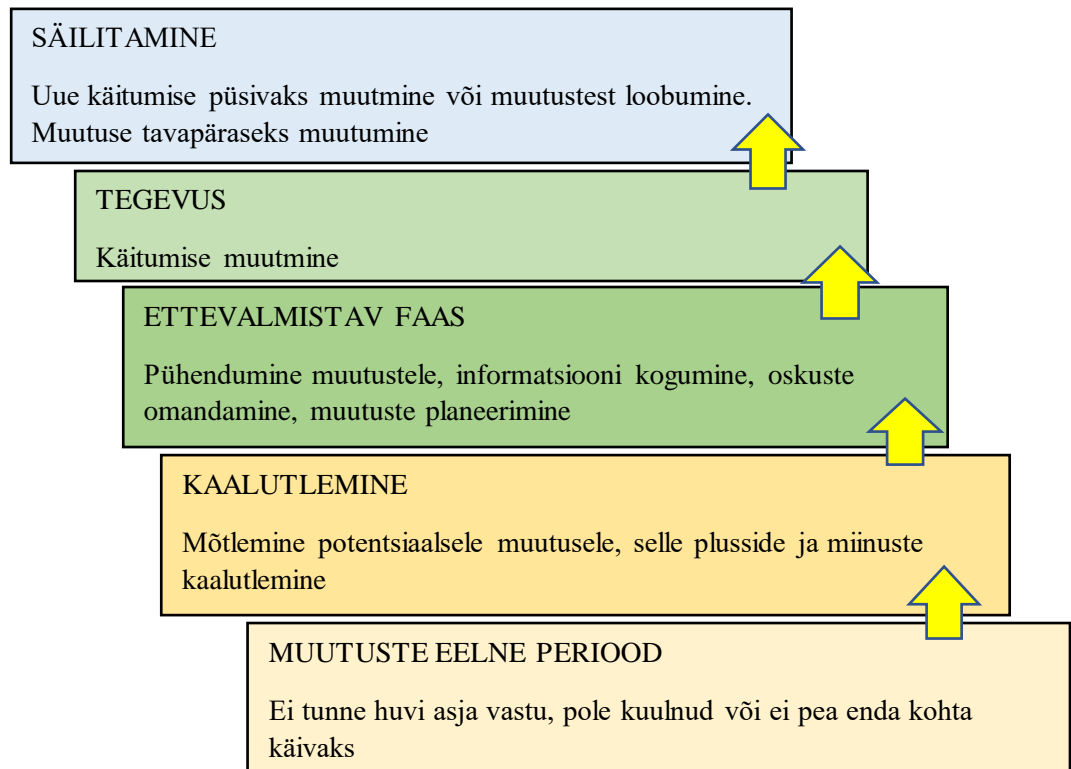 SÄILITAMINE
Uue käitumise püsivaks muutmine või muutustest loobumine.
Muutuse tavapäraseks muutumine
TEGEVUS
Käitumise muutmine
ETTEVALMISTAV FAAS
Pühendumine muutustele, informatsiooni kogumine, oskuste
omandamine, muutuste planeerimine
KAALUTLEMINE
Mõtlemine potentsiaalsele muutusele, selle plusside ja miinuste
kaalutlemine
MUUTUSTE EELNE PERIOOD
Ei tunne huvi asja vastu, pole kuulnud või ei pea enda kohta
käivaks